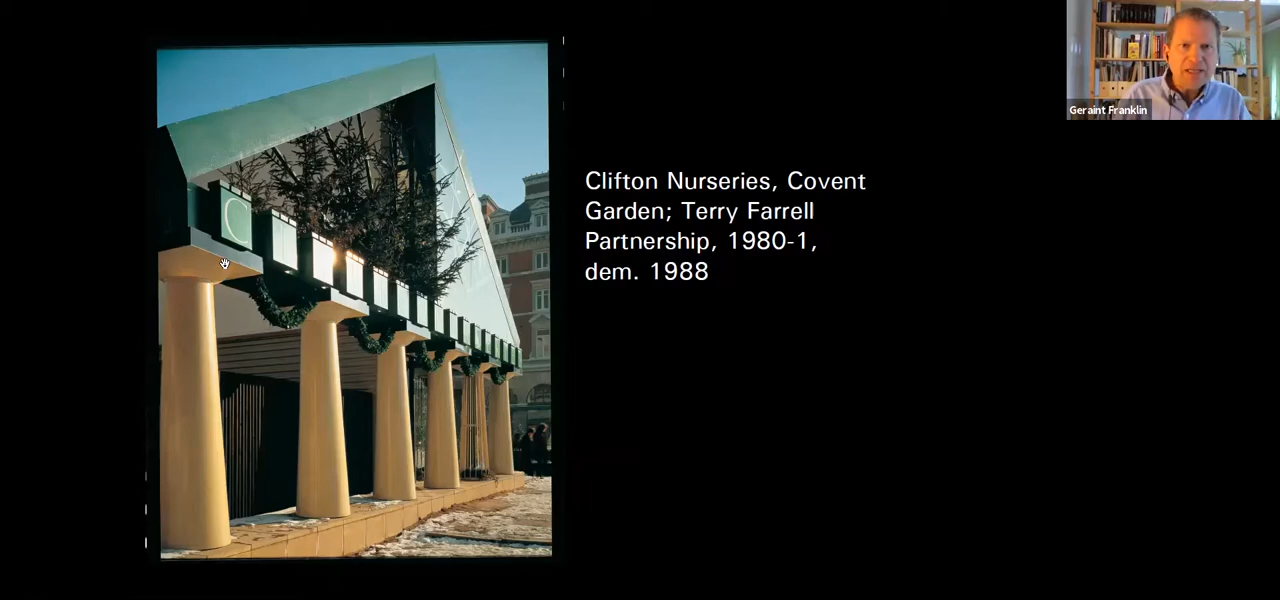 Clifton Nurseries, Covent
Garden; Terry Farrell
Partnership, 1980-1,
dem. 1988
C
Geraint Franklin